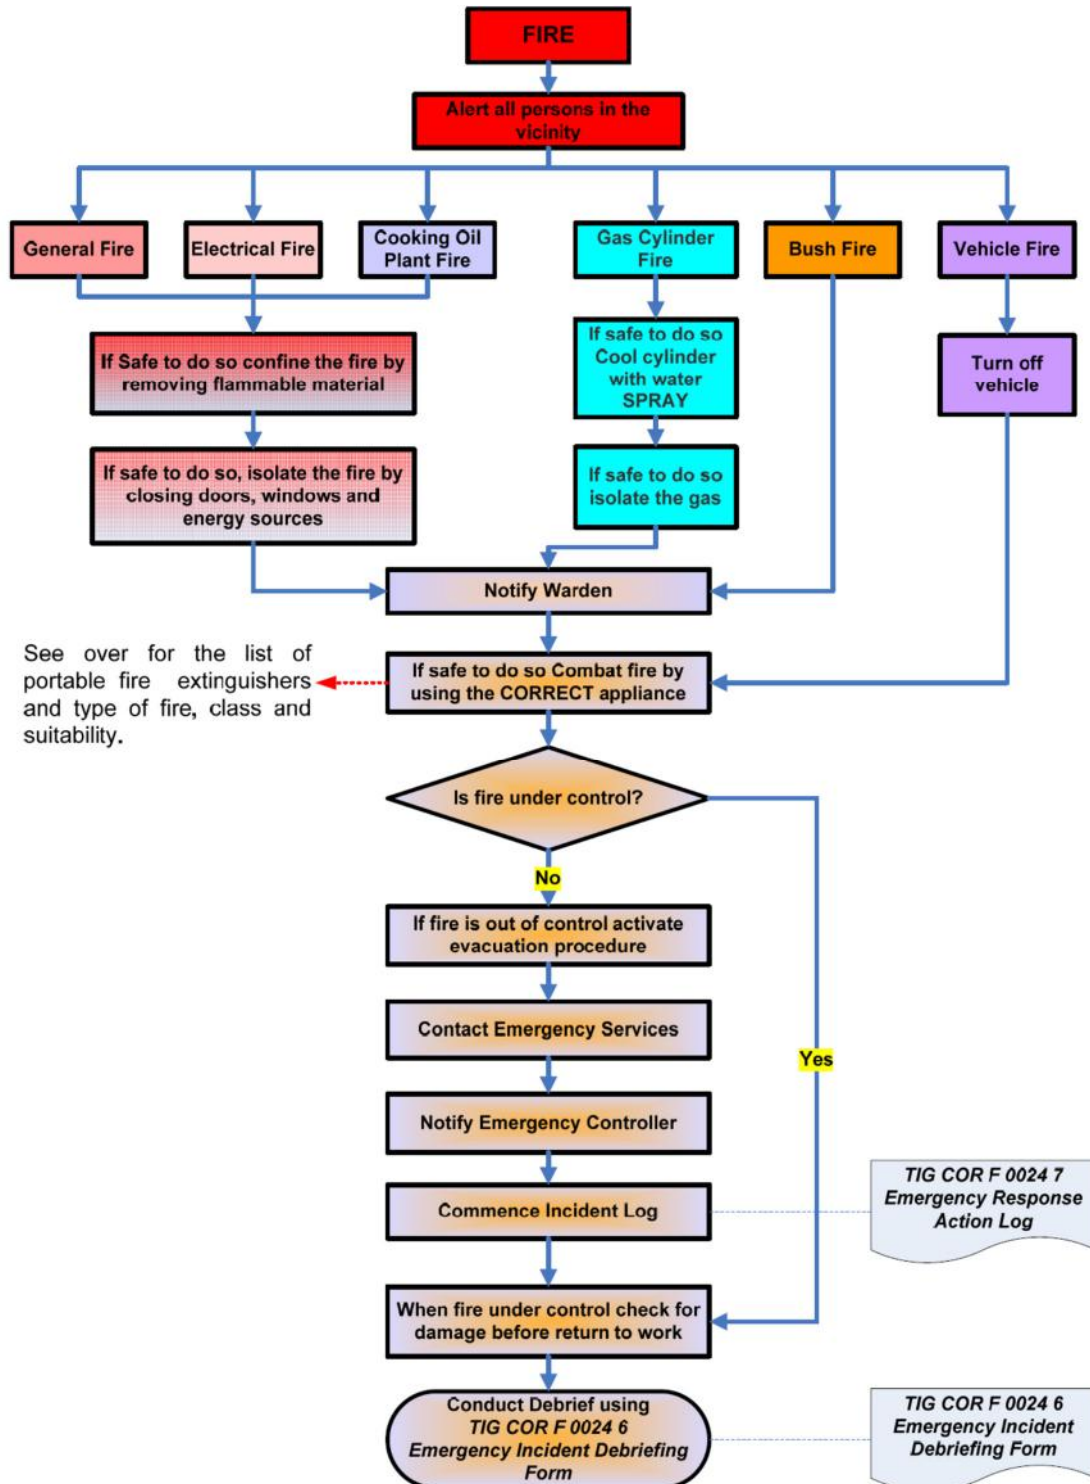 FIRE
Alert all persons in the
vicinity
General Fire
Electrical Fire
Cooking Oil
Plant Fire
Gas Cylinder
Fire
Bush Fire
Vehicle Fire
If Safe to do so confine the fire by
removing flammable material
If safe to do so
Cool cylinder
with water
SPRAY
Turn off
vehicle
If safe to do so, isolate the fire by
closing doors, windows and
energy sources
If safe to do so
isolate the gas
Notify Warden
See over for the list of
portable fire extinguishers
and type of fire, class and
suitability.
If safe to do so Combat fire by
using the CORRECT appliance
Is fire under control?
No
If fire is out of control activate
evacuation procedure
Contact Emergency Services
Yes
Notify Emergency Controller
Commence Incident Log
TIG COR F 0024 7
Emergency Response
Action Log
When fire under control check for
damage before return to work
Conduct Debrief using
TIG COR F 0024 6
Emergency Incident Debriefing
Form
TIG COR F 0024 6
Emergency Incident
Debriefing Form